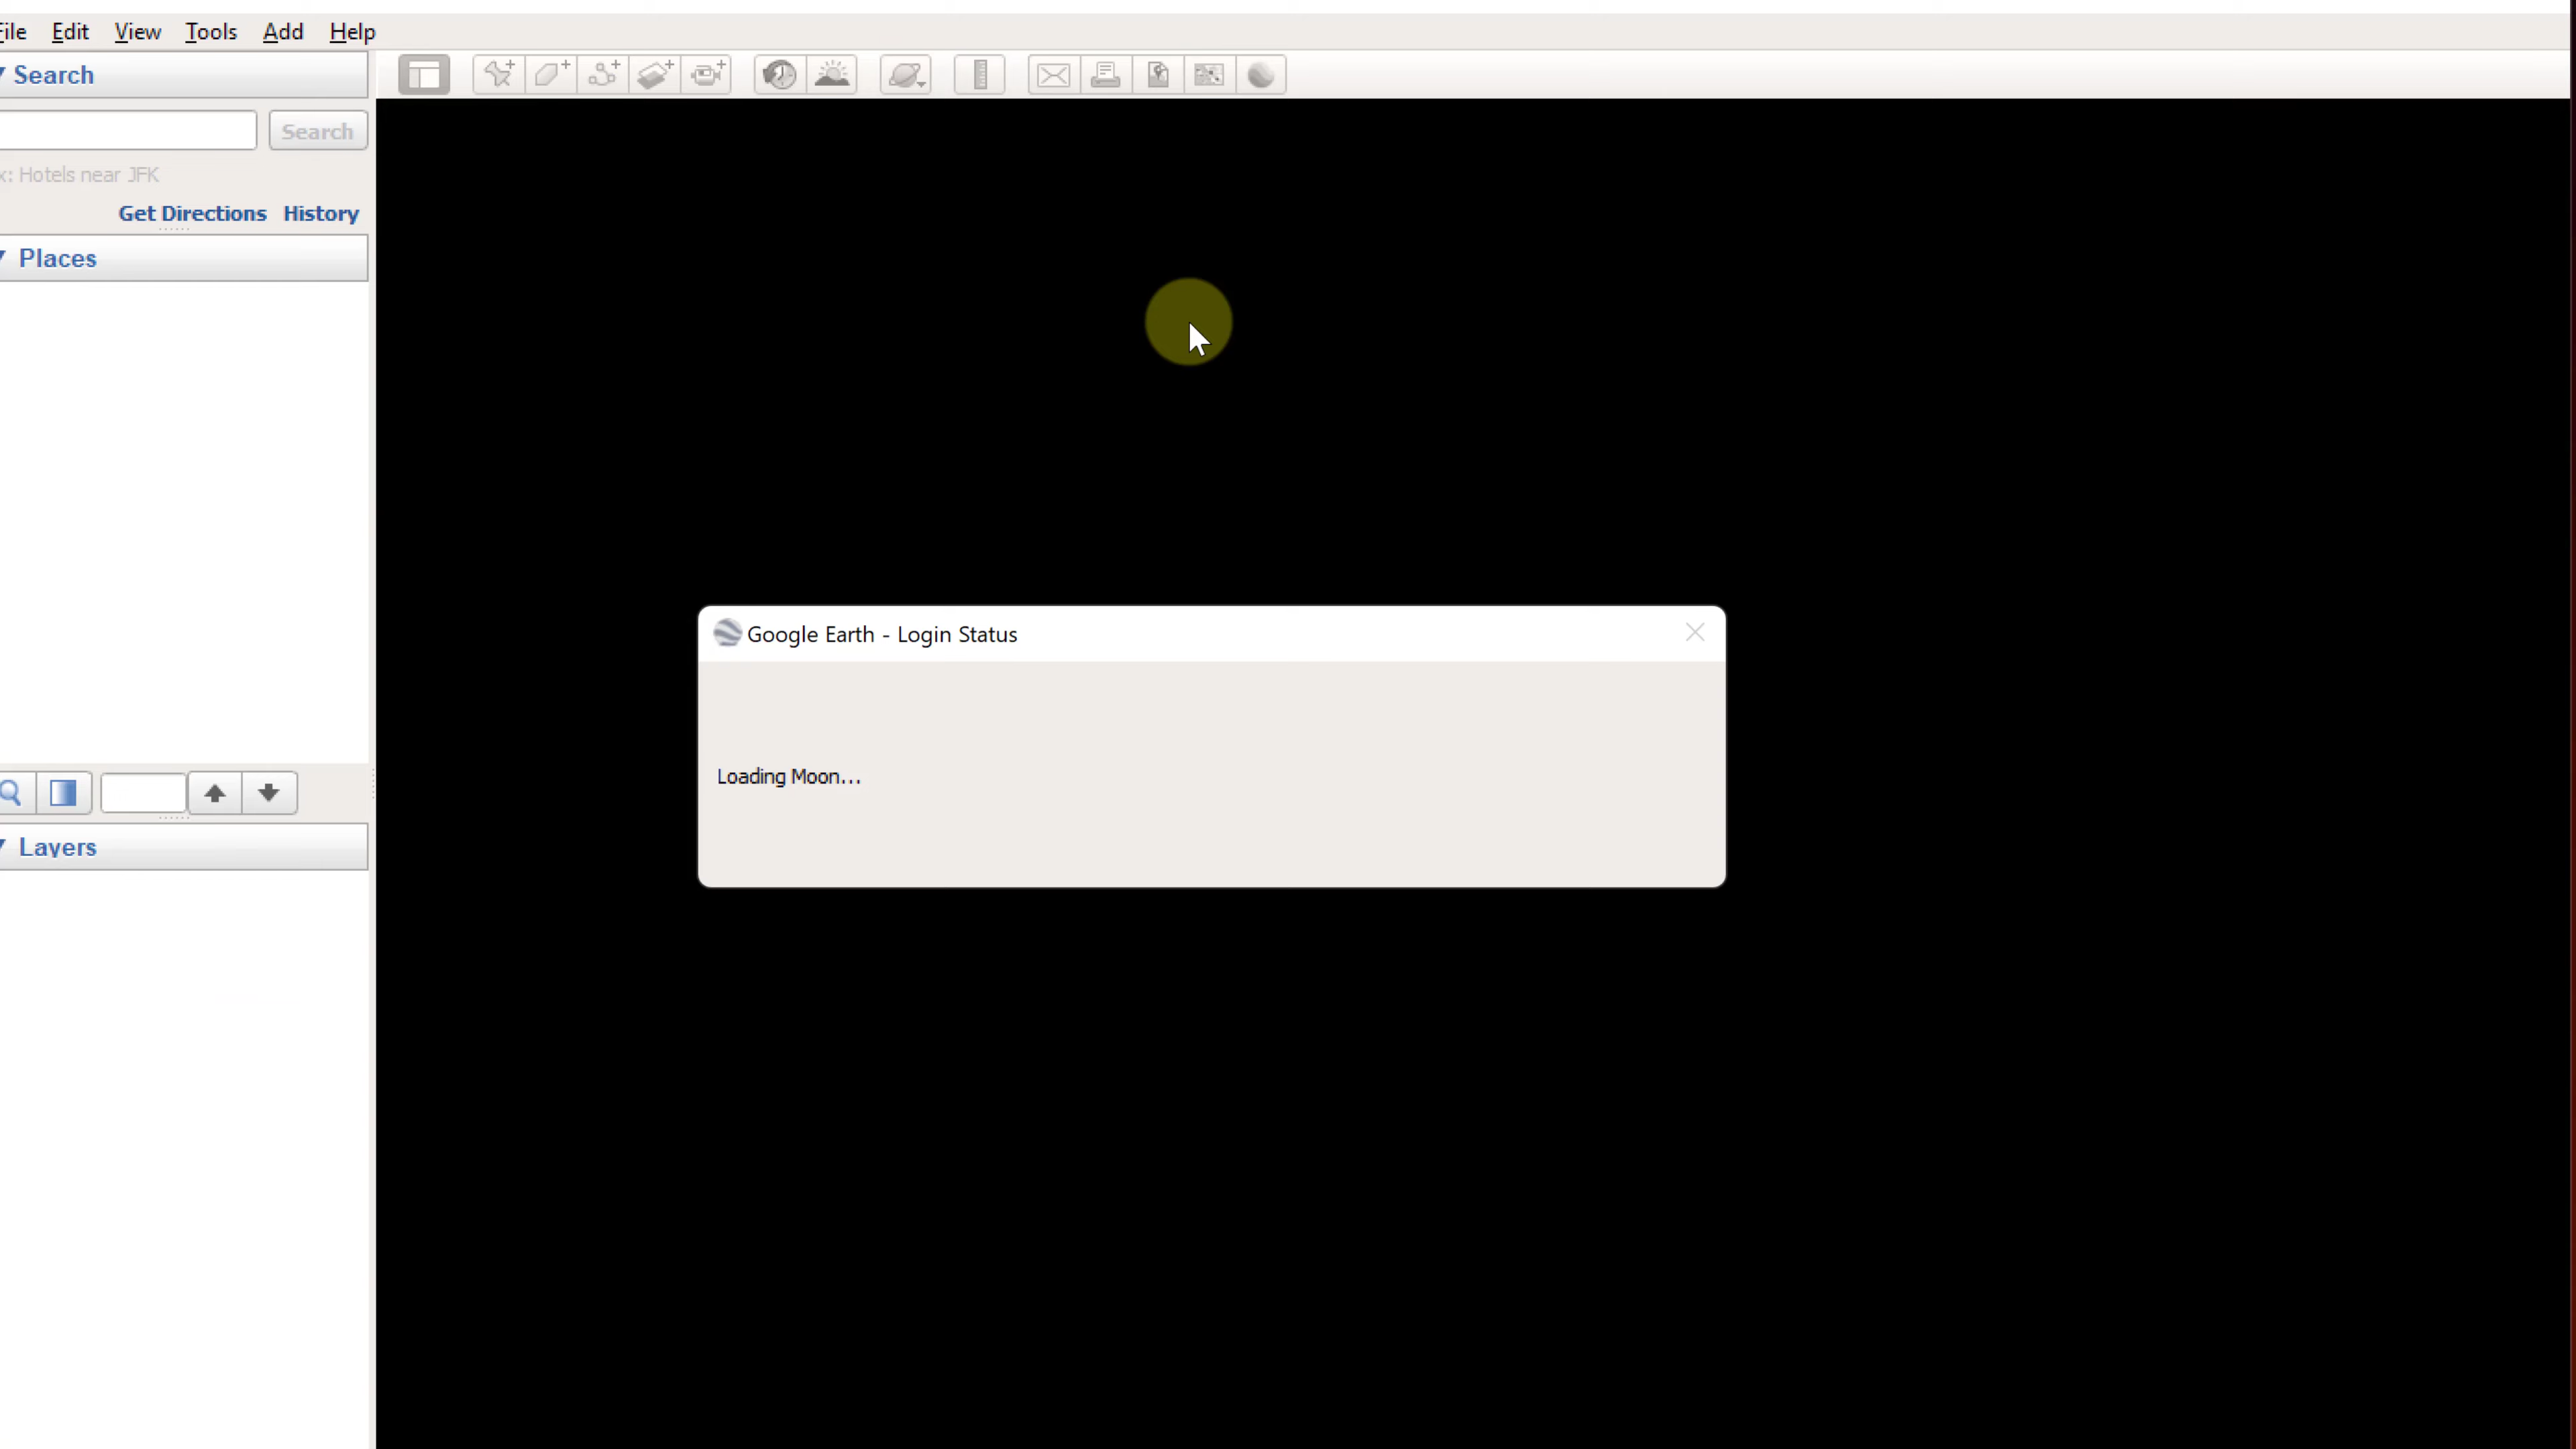 File Edit View Tools Add Help
Search
Search
x: Hotels near JFK
Get Directions History
Places
Google Earth - Login Status
Loading Moon...
Layers